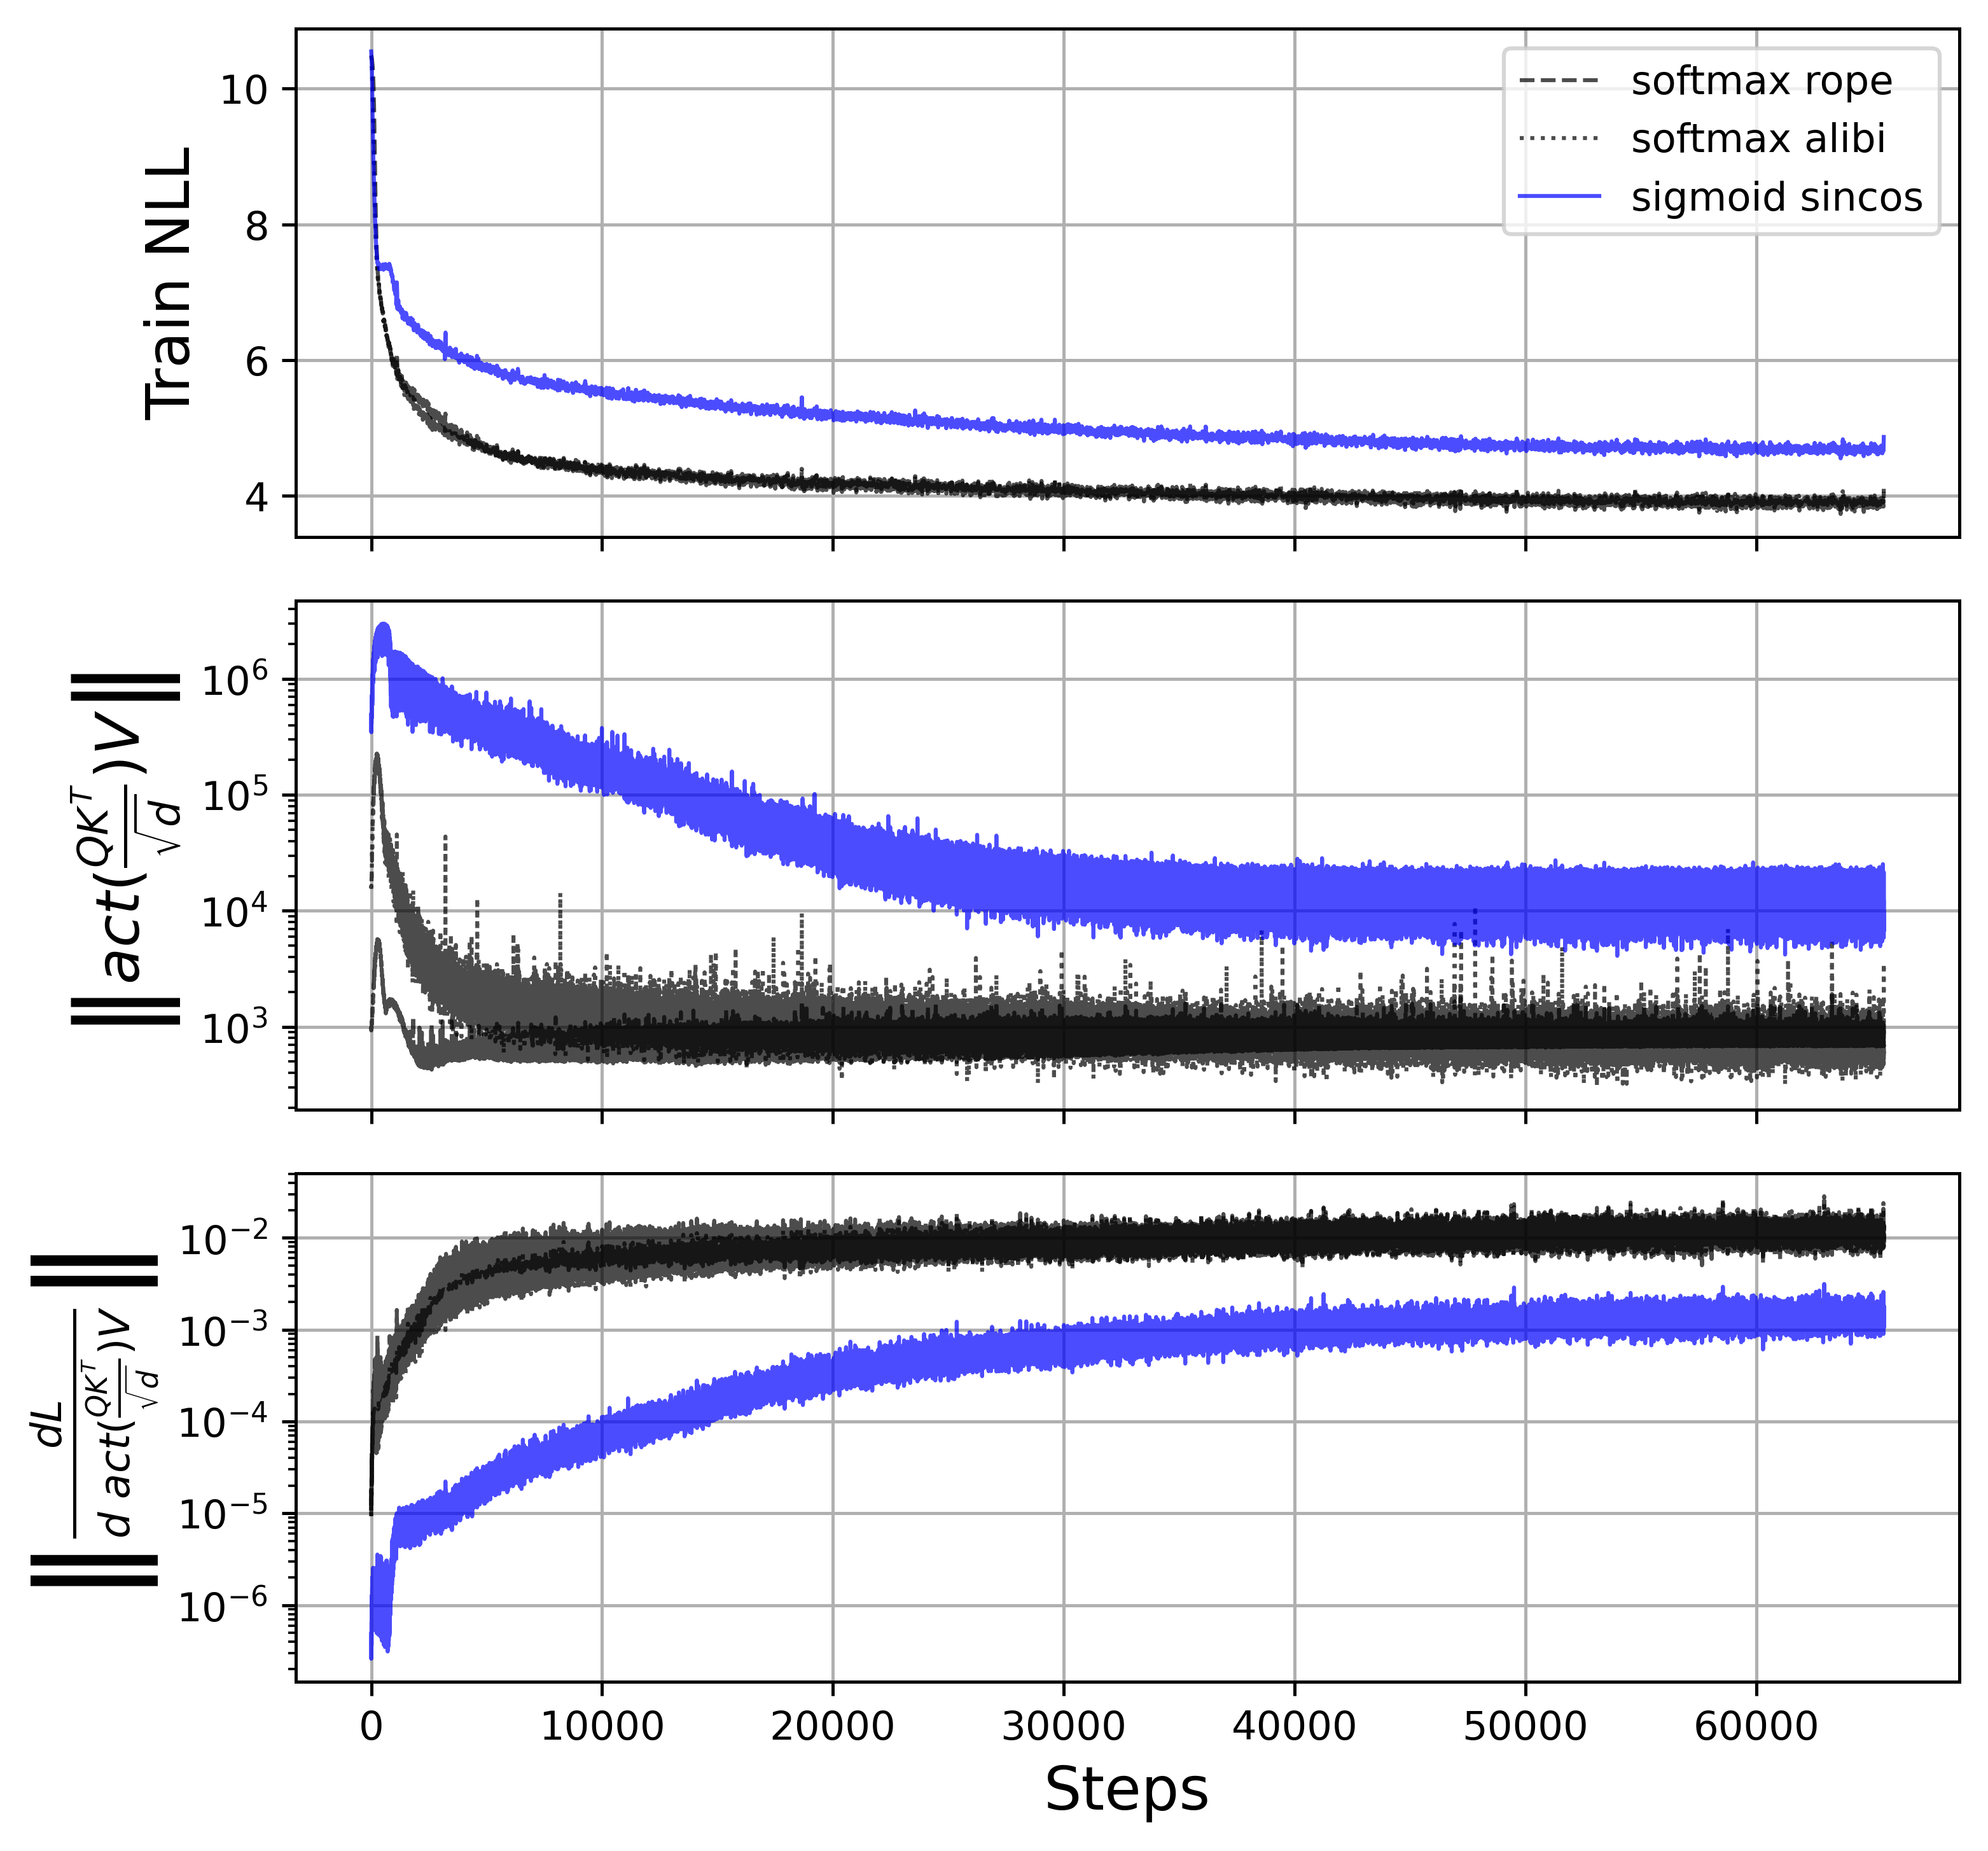 Train NLL
10
8
6
4
softmax rope
softmax alibi
sigmoid sincos
‖act(QK^T/√d)V‖
10^6
10^5
10^4
10^3
‖dL/d act(QK^T/√d)V‖
10^−2
10^−3
10^−4
10^−5
10^−6
0 10000 20000 30000 40000 50000 60000
Steps